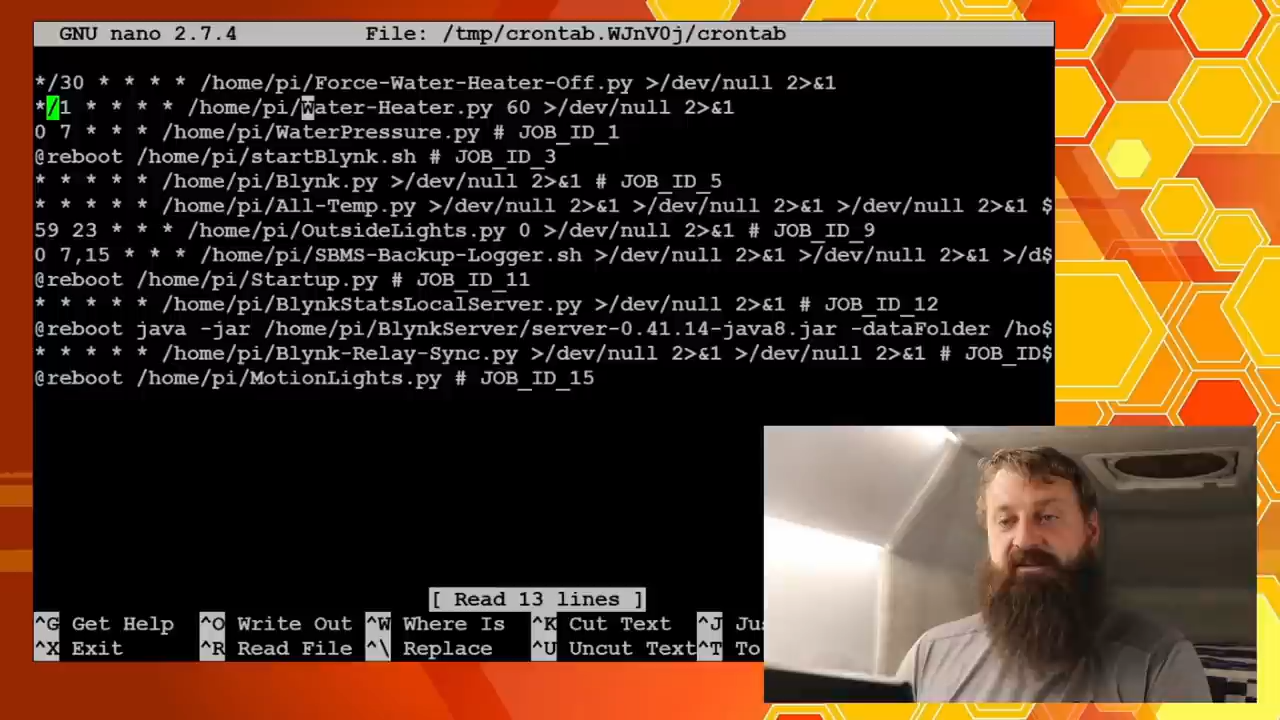 GNU nano 2.7.4 File: /tmp/crontab.WJnV0j/crontab
*/30 * * * * /home/pi/Force-Water-Heater-Off.py >/dev/null 2>&1
*/1 * * * * /home/pi/Water-Heater.py 60 >/dev/null 2>&1
0 7 * * * /home/pi/WaterPressure.py # JOB_ID_1
@reboot /home/pi/startBlynk.sh # JOB_ID_3
* * * * * /home/pi/Blynk.py >/dev/null 2>&1 # JOB_ID_5
* * * * * /home/pi/All-Temp.py >/dev/null 2>&1 >/dev/null 2>&1 >/dev/null 2>&1 $
59 23 * * * /home/pi/OutsideLights.py 0 >/dev/null 2>&1 # JOB_ID_9
0 7,15 * * * /home/pi/SBMS-Backup-Logger.sh >/dev/null 2>&1 >/dev/null 2>&1 >/d$
@reboot /home/pi/Startup.py # JOB_ID_11
* * * * * /home/pi/BlynkStatsLocalServer.py >/dev/null 2>&1 # JOB_ID_12
@reboot java -jar /home/pi/BlynkServer/server-0.41.14-java8.jar -dataFolder /ho$
* * * * * /home/pi/Blynk-Relay-Sync.py >/dev/null 2>&1 >/dev/null 2>&1 # JOB_ID$
@reboot /home/pi/MotionLights.py # JOB_ID_15
[ Read 13 lines ]
^G Get Help ^O Write Out ^W Where Is ^K Cut Text ^J Jus
^X Exit ^R Read File ^\ Replace ^U Uncut Text ^T To